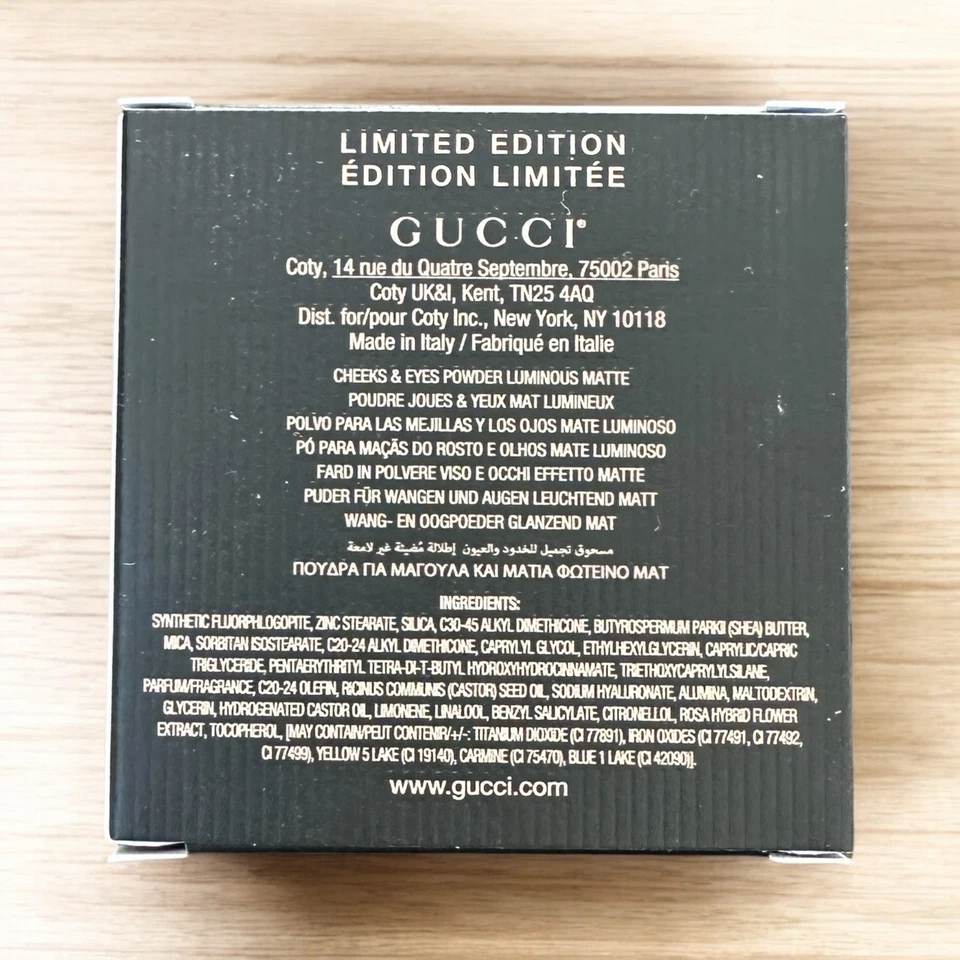 LIMITED EDITION
ÉDITION LIMITÉE
GUCCI®
Coty, 14 rue du Quatre Septembre, 75002 Paris
Coty UK&I, Kent, TN25 4AQ
Dist. for/pour Coty Inc., New York, NY 10118
Made in Italy / Fabriqué en Italie
CHEEKS & EYES POWDER LUMINOUS MATTE
POUDRE JOUES & YEUX MAT LUMINEUX
POLVO PARA LAS MEJILLAS Y LOS OJOS MATE LUMINOSO
PÓ PARA MAÇÃS DO ROSTO E OLHOS MATE LUMINOSO
FARD IN POLVERE VISO E OCCHI EFFETTO MATTE
PUDER FÜR WANGEN UND AUGEN LEUCHTEND MATT
WANG- EN OOGPOEDER GLANZEND MAT
مسحوق تجميل للخدود والعيون إطلالة مُضيئة غير لامعة
ΠΟΥΔΡΑ ΓΙΑ ΜΑΓΟΥΛΑ ΚΑΙ ΜΑΤΙΑ ΦΩΤΕΙΝΟ ΜΑΤ
INGREDIENTS:
SYNTHETIC FLUORPHLOGOPITE, ZINC STEARATE, SILICA, C30-45 ALKYL DIMETHICONE, BUTYROSPERMUM PARKII (SHEA) BUTTER,
MICA, SORBITAN ISOSTEARATE, C20-24 ALKYL DIMETHICONE, CAPRYLYL GLYCOL, ETHYLHEXYLGLYCERIN, CAPRYLIC/CAPRIC
TRIGLYCERIDE, PENTAERYTHRITYL TETRA-DI-T-BUTYL HYDROXYHYDROCINNAMATE, TRIETHOXYCAPRYLYLSILANE,
PARFUM/FRAGRANCE, C20-24 OLEFIN, RICINUS COMMUNIS (CASTOR) SEED OIL, SODIUM HYALURONATE, ALUMINA, MALTODEXTRIN,
GLYCERIN, HYDROGENATED CASTOR OIL, LIMONENE, LINALOOL, BENZYL SALICYLATE, CITRONELLOL, ROSA HYBRID FLOWER
EXTRACT, TOCOPHEROL, [MAY CONTAIN/PEUT CONTENIR/+/-: TITANIUM DIOXIDE (CI 77891), IRON OXIDES (CI 77491, CI 77492,
CI 77499), YELLOW 5 LAKE (CI 19140), CARMINE (CI 75470), BLUE 1 LAKE (CI 42090)].
www.gucci.com